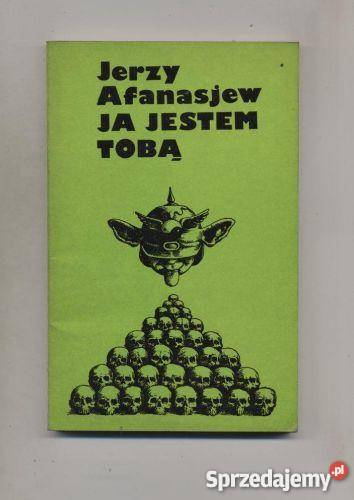 Jerzy
Afanasjew
JA JESTEM
TOBĄ
Sprzedajemy.pl